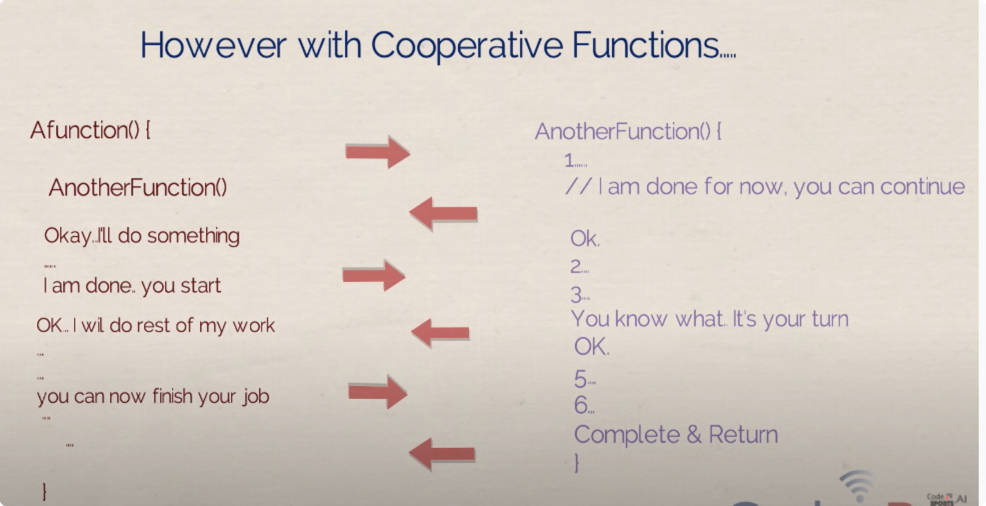 However with Cooperative Functions.....
Afunction() {
AnotherFunction()
Okay..I'll do something
.....
I am done.. you start
OK... I wil do rest of my work
...
...
you can now finish your job
....
...
}
AnotherFunction() {
1......
// I am done for now, you can continue
Ok.
2....
3....
You know what. It's your turn
OK.
5....
6...
Complete & Return
}
Code
SPORTS .AI